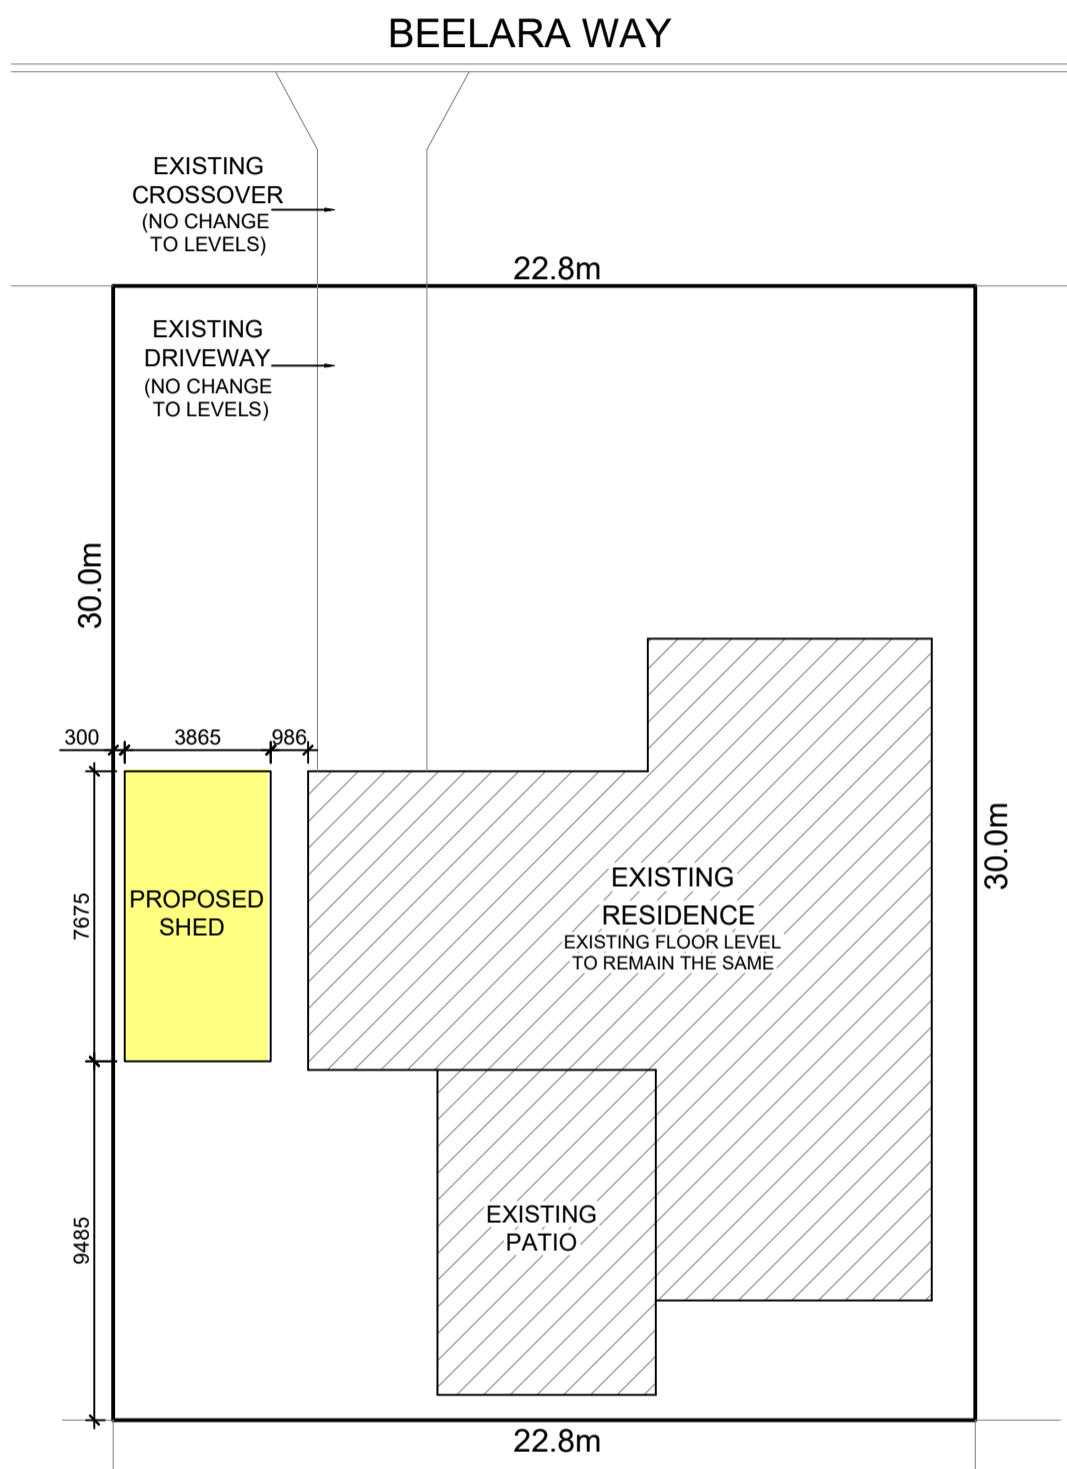 BEELARA WAY
EXISTING
CROSSOVER
(NO CHANGE
TO LEVELS)
22.8m
EXISTING
DRIVEWAY
(NO CHANGE
TO LEVELS)
30.0m
300
3865
986
7675
PROPOSED
SHED
EXISTING
RESIDENCE
EXISTING FLOOR LEVEL
TO REMAIN THE SAME
30.0m
9485
EXISTING
PATIO
22.8m